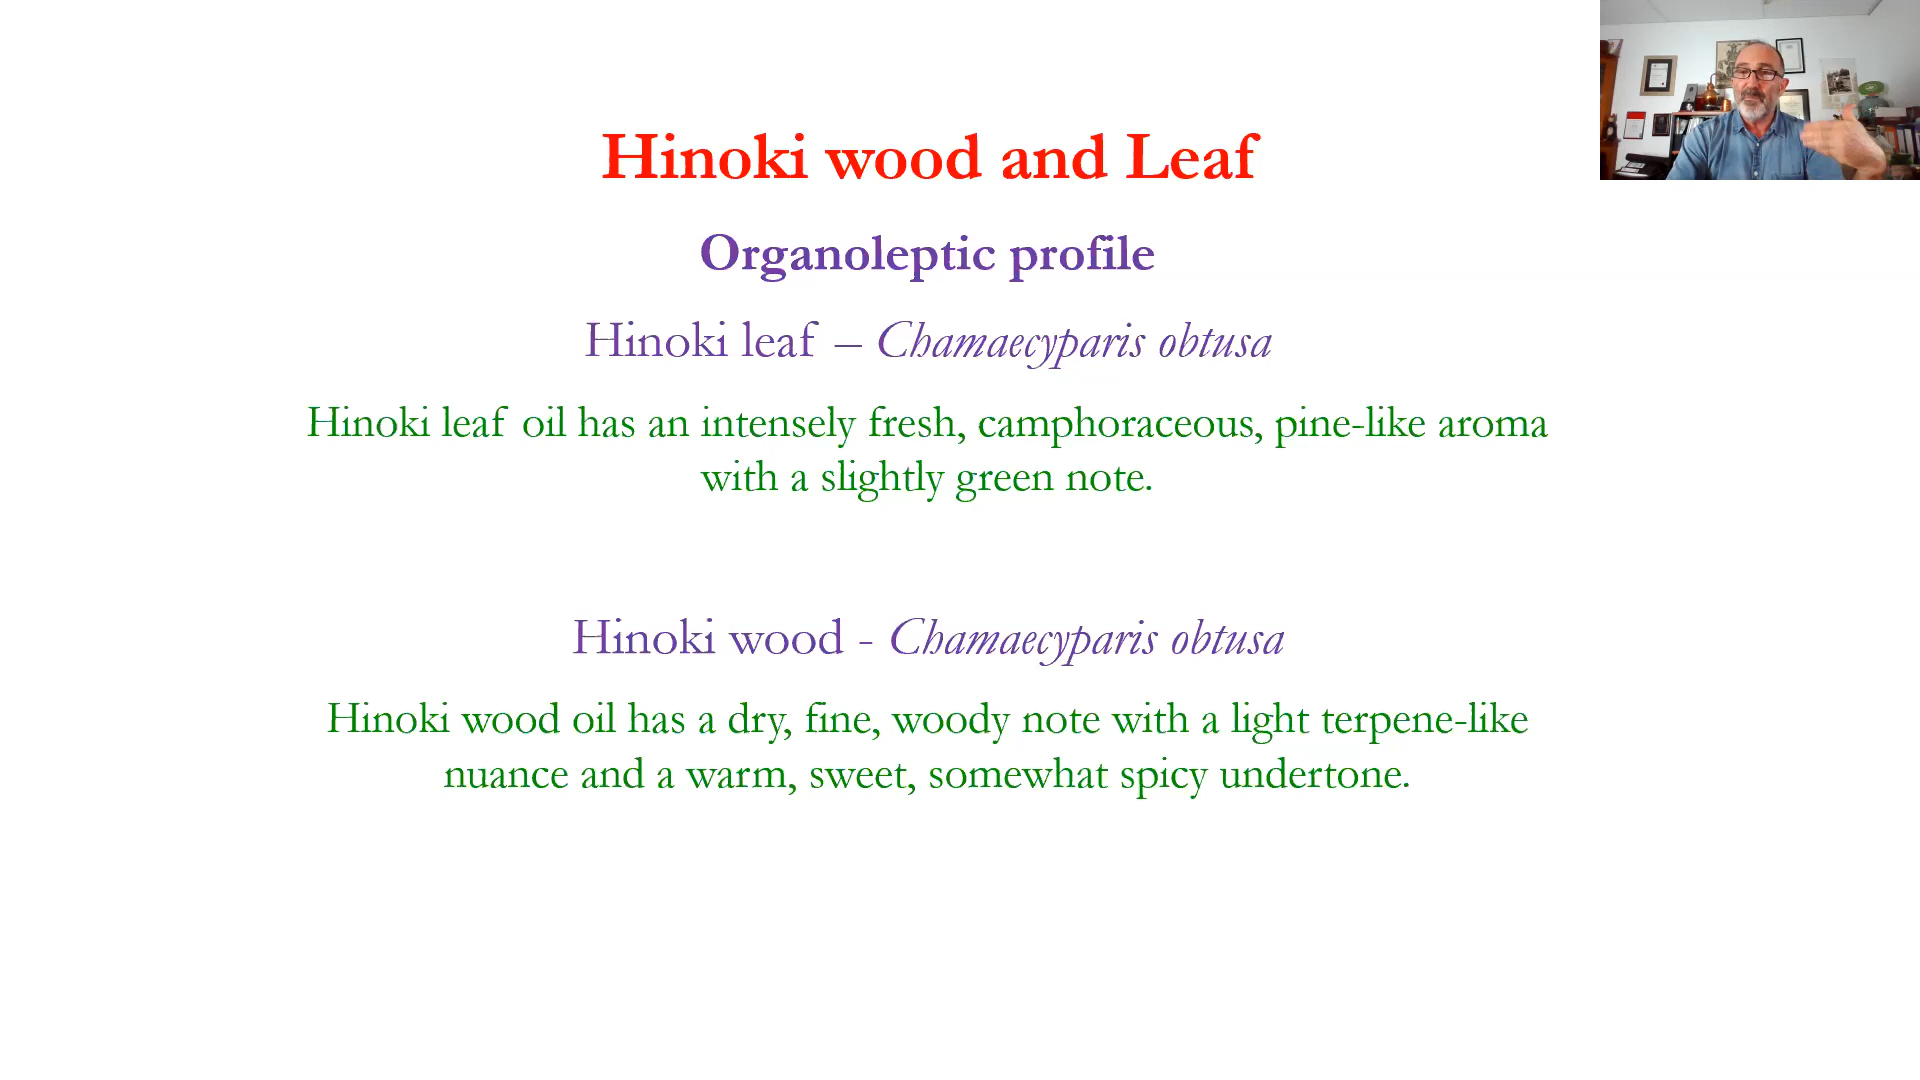 Hinoki wood and Leaf
Organoleptic profile
Hinoki leaf – Chamaecyparis obtusa
Hinoki leaf oil has an intensely fresh, camphoraceous, pine-like aroma
with a slightly green note.
Hinoki wood - Chamaecyparis obtusa
Hinoki wood oil has a dry, fine, woody note with a light terpene-like
nuance and a warm, sweet, somewhat spicy undertone.